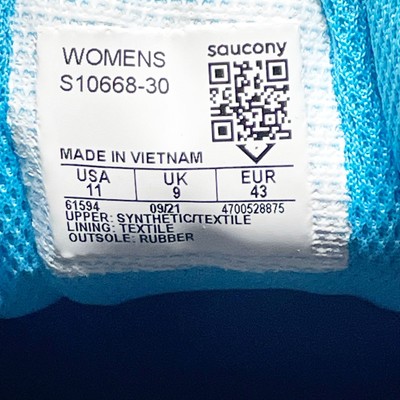 saucony
WOMENS
S10668-30
MADE IN VIETNAM
USA UK EUR
11 9 43
61594 09/21 4700528875
UPPER: SYNTHETIC/TEXTILE
LINING: TEXTILE
OUTSOLE: RUBBER